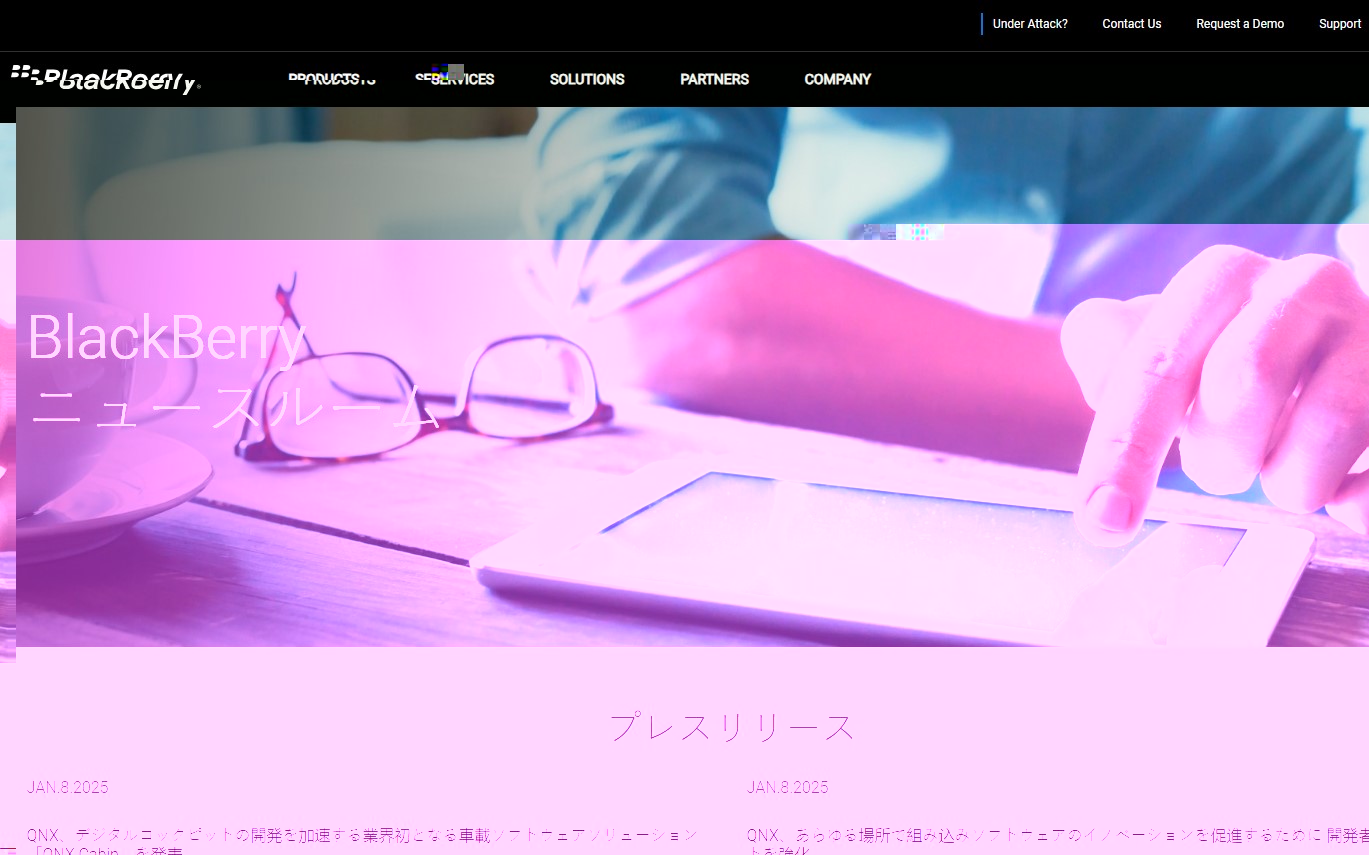 Under Attack? Contact Us Request a Demo Support
BlackBerry PRODUCTS SERVICES SOLUTIONS PARTNERS COMPANY
BlackBerry
ニュースルーム
プレスリリース
JAN.8.2025
QNX、デジタルコックピットの開発を加速する業界初となる車載ソフトウェアソリューション
「QNX Cabin」を発表
JAN.8.2025
QNX、あらゆる場所で組み込みソフトウェアのイノベーションを促進するために 開発者
トを強化